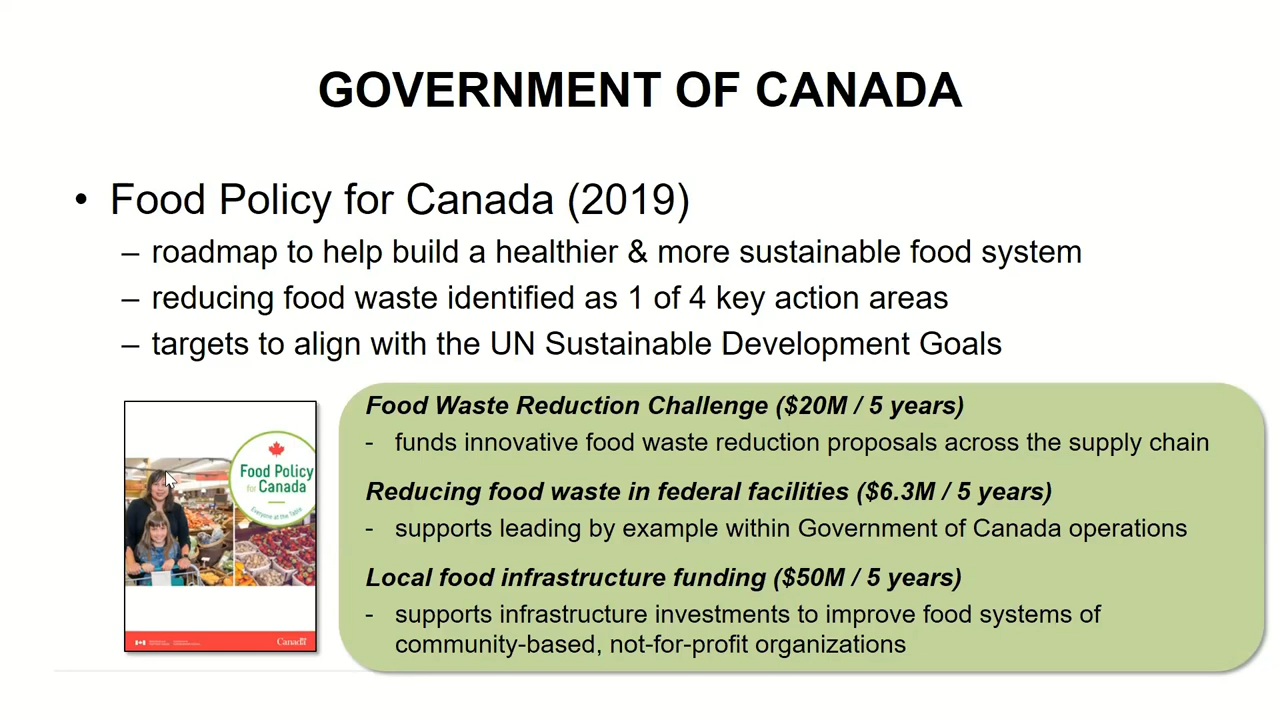 GOVERNMENT OF CANADA
• Food Policy for Canada (2019)
– roadmap to help build a healthier & more sustainable food system
– reducing food waste identified as 1 of 4 key action areas
– targets to align with the UN Sustainable Development Goals
Food Policy
for Canada
Everyone at the Table
Canada
Food Waste Reduction Challenge ($20M / 5 years)
- funds innovative food waste reduction proposals across the supply chain
Reducing food waste in federal facilities ($6.3M / 5 years)
- supports leading by example within Government of Canada operations
Local food infrastructure funding ($50M / 5 years)
- supports infrastructure investments to improve food systems of
community-based, not-for-profit organizations